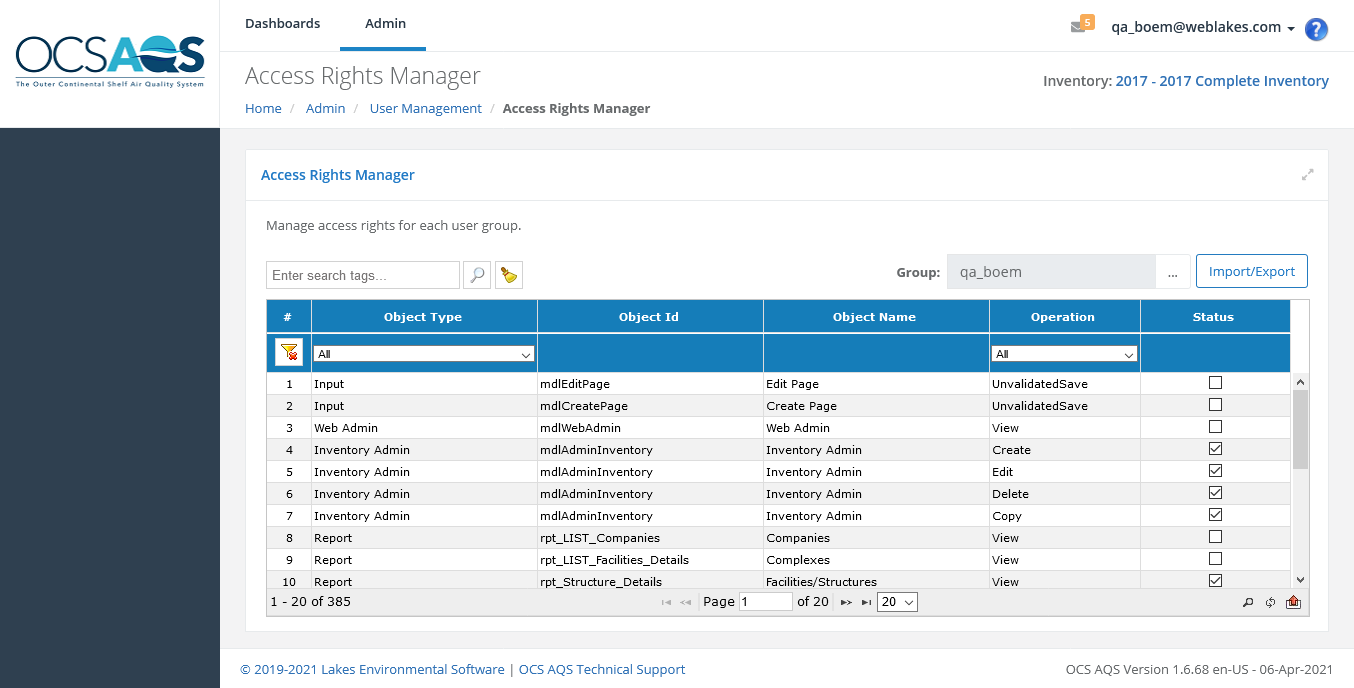 OCSAQS
The Outer Continental Shelf Air Quality System
Dashboards Admin 5 qa_boem@weblakes.com ?
Access Rights Manager
Inventory: 2017 - 2017 Complete Inventory
Home / Admin / User Management / Access Rights Manager
Access Rights Manager
Manage access rights for each user group.
Enter search tags... Group: qa_boem ... Import/Export
# Object Type Object Id Object Name Operation Status
All All
1 Input mdlEditPage Edit Page UnvalidatedSave
2 Input mdlCreatePage Create Page UnvalidatedSave
3 Web Admin mdlWebAdmin Web Admin View
4 Inventory Admin mdlAdminInventory Inventory Admin Create
5 Inventory Admin mdlAdminInventory Inventory Admin Edit
6 Inventory Admin mdlAdminInventory Inventory Admin Delete
7 Inventory Admin mdlAdminInventory Inventory Admin Copy
8 Report rpt_LIST_Companies Companies View
9 Report rpt_LIST_Facilities_Details Complexes View
10 Report rpt_Structure_Details Facilities/Structures View
1 - 20 of 385 Page 1 of 20 20
© 2019-2021 Lakes Environmental Software | OCS AQS Technical Support OCS AQS Version 1.6.68 en-US - 06-Apr-2021